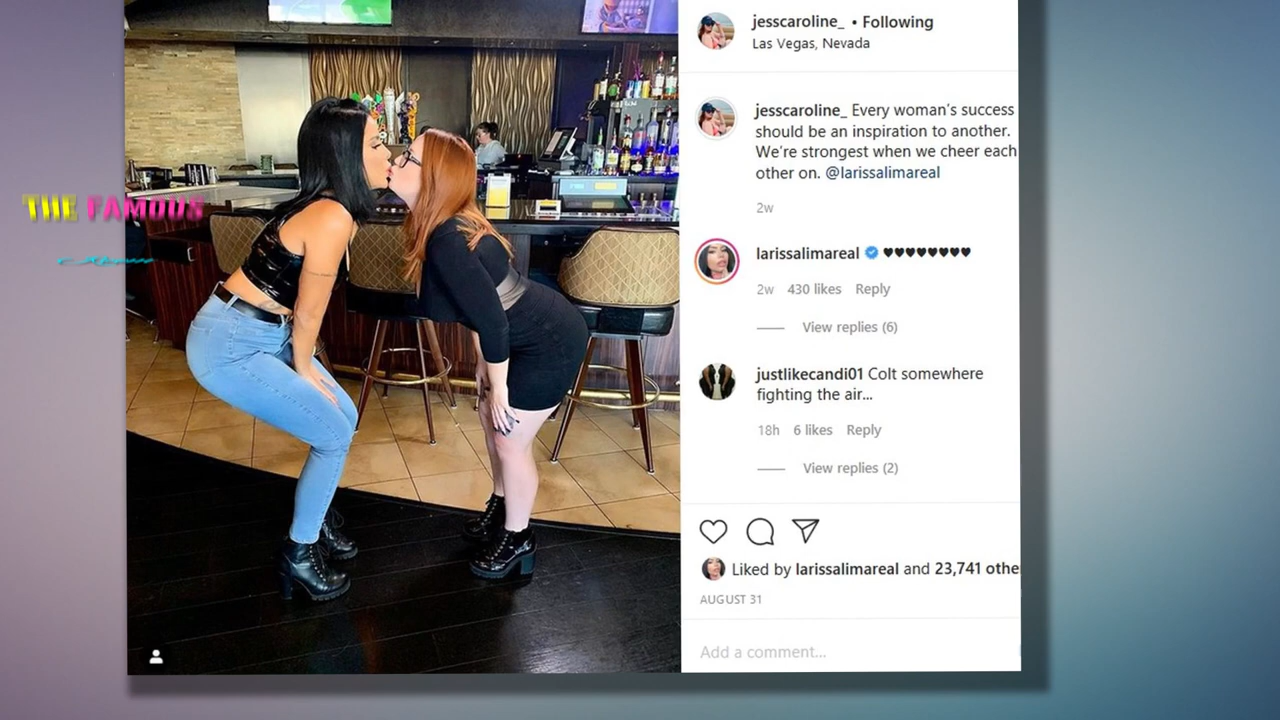 jesscaroline_ • Following
Las Vegas, Nevada
THE FAMOUS
jesscaroline_ Every woman's success
should be an inspiration to another.
We're strongest when we cheer each
other on. @larissalimareal
2w
larissalimareal ♥♥♥♥♥♥♥♥
2w 430 likes Reply
View replies (6)
justlikecandi01 Colt somewhere
fighting the air...
18h 6 likes Reply
View replies (2)
Liked by larissalimareal and 23,741 othe
AUGUST 31
Add a comment...